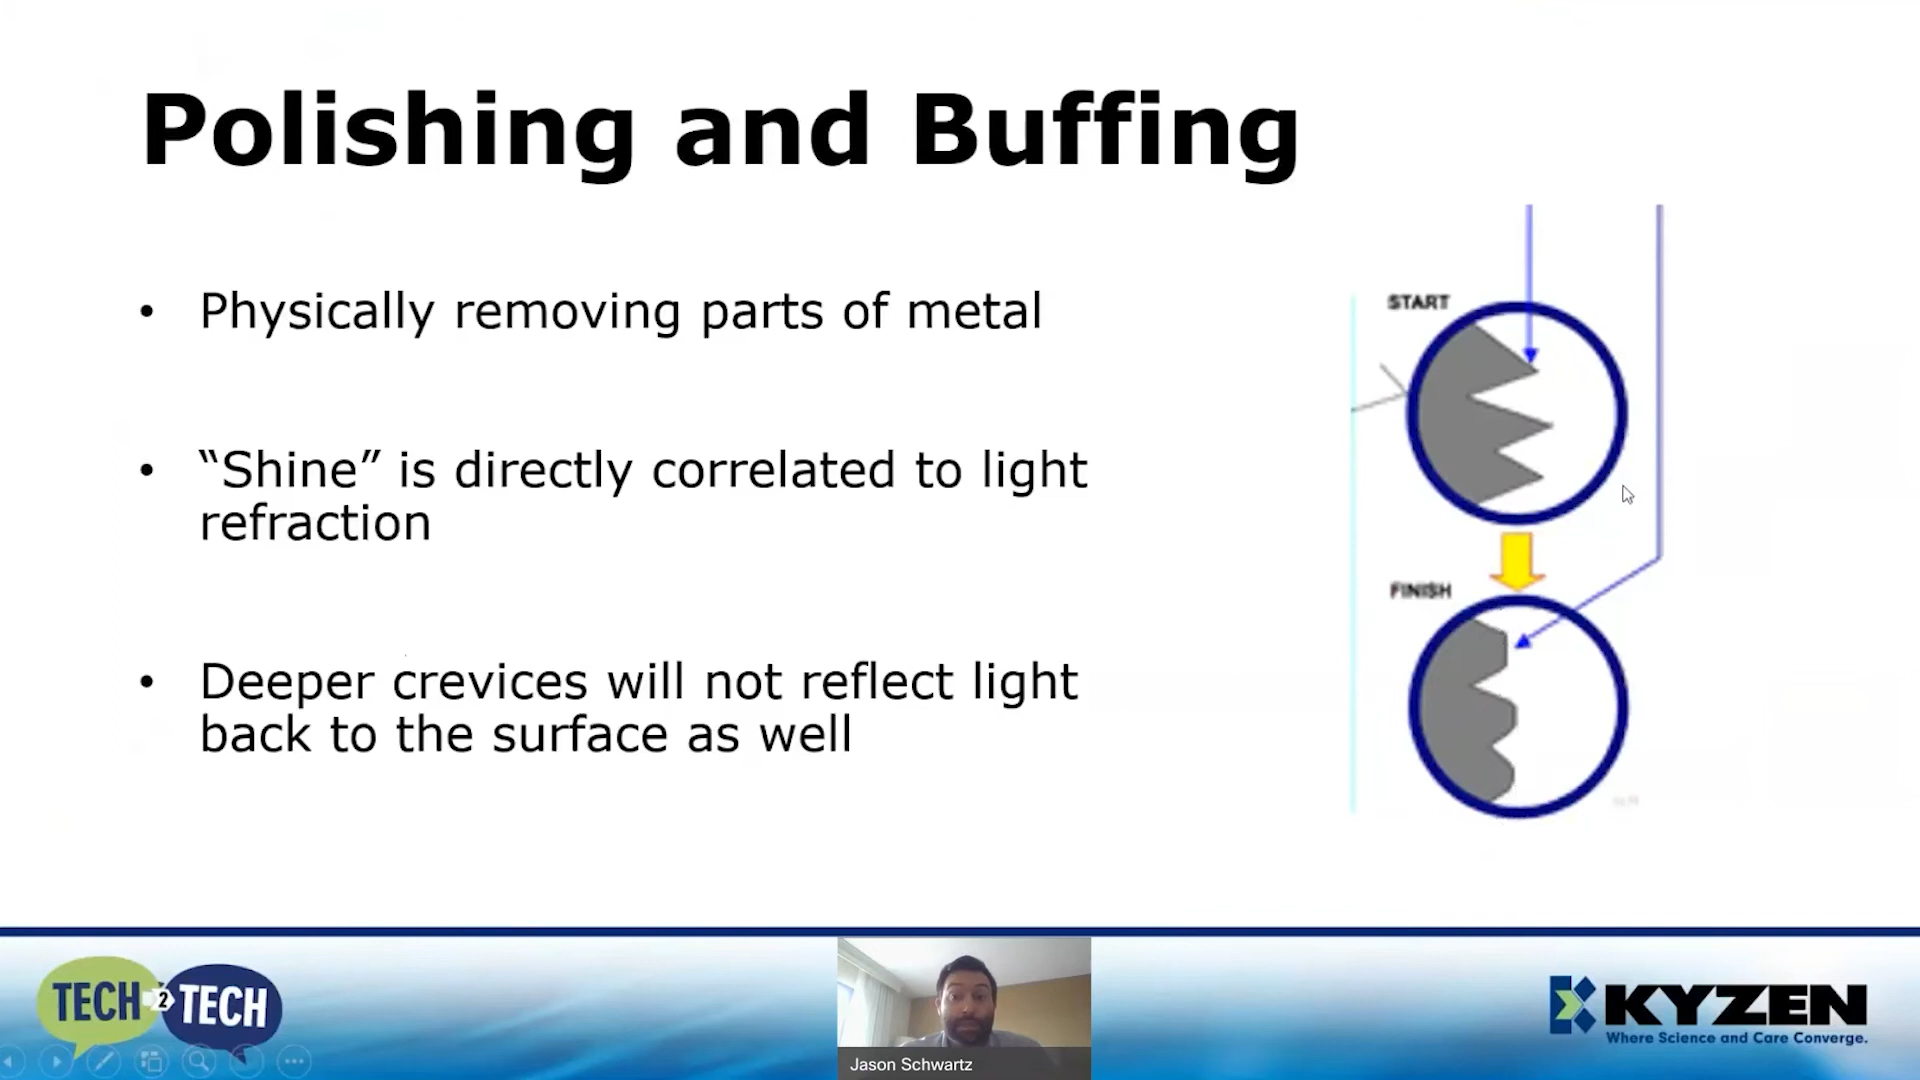 Polishing and Buffing
• Physically removing parts of metal
• “Shine” is directly correlated to light
refraction
• Deeper crevices will not reflect light
back to the surface as well
START
FINISH
TECH 2 TECH
Jason Schwartz
KYZEN
Where Science and Care Converge.